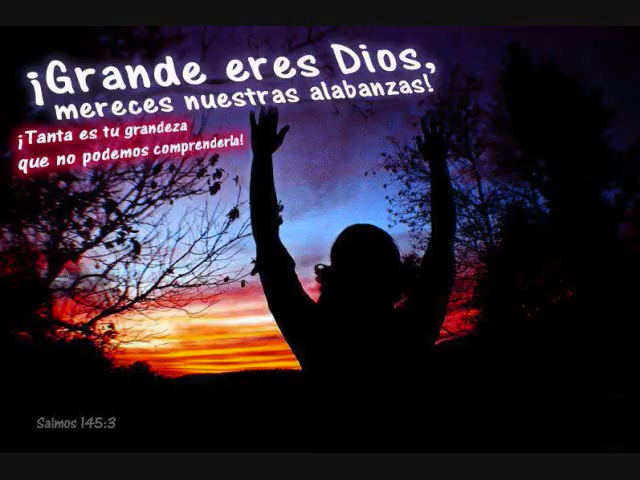 ¡Grande eres Dios,
mereces nuestras alabanzas!
¡Tanta es tu grandeza
que no podemos comprenderla!
Salmos 145:3